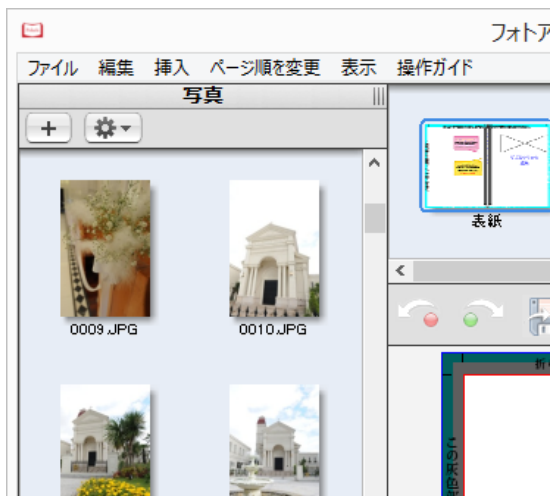 フォトア
ファイル 編集 挿入 ページ順を変更 表示 操作ガイド
写真
表紙
0009.JPG
0010.JPG